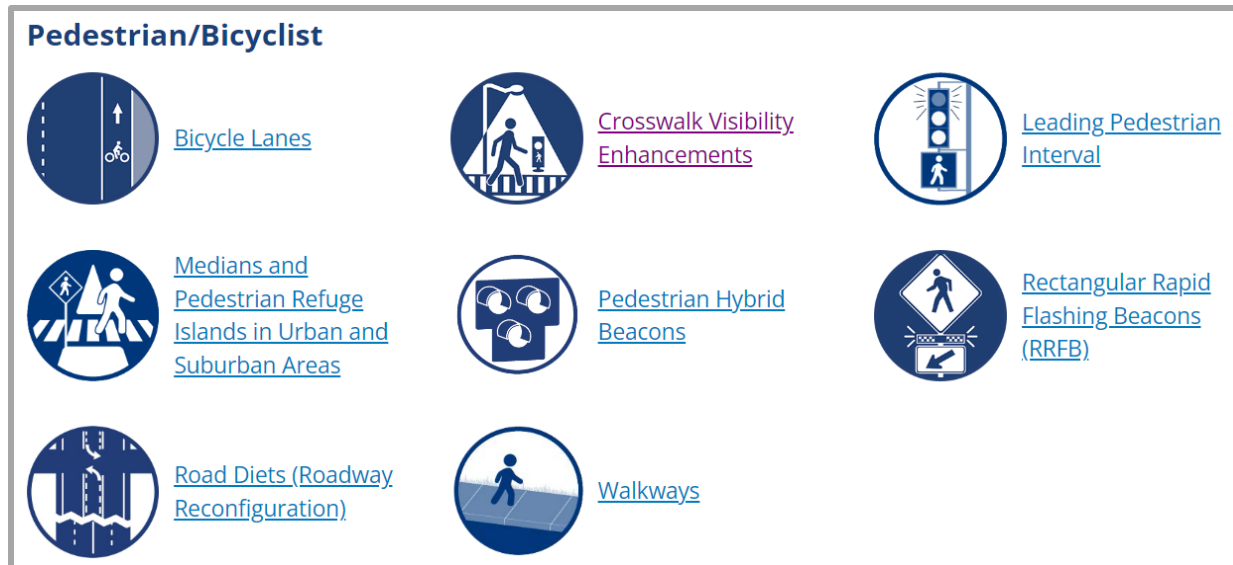 Pedestrian/Bicyclist
Bicycle Lanes
Crosswalk Visibility
Enhancements
Leading Pedestrian
Interval
Medians and
Pedestrian Refuge
Islands in Urban and
Suburban Areas
Pedestrian Hybrid
Beacons
Rectangular Rapid
Flashing Beacons
(RRFB)
Road Diets (Roadway
Reconfiguration)
Walkways